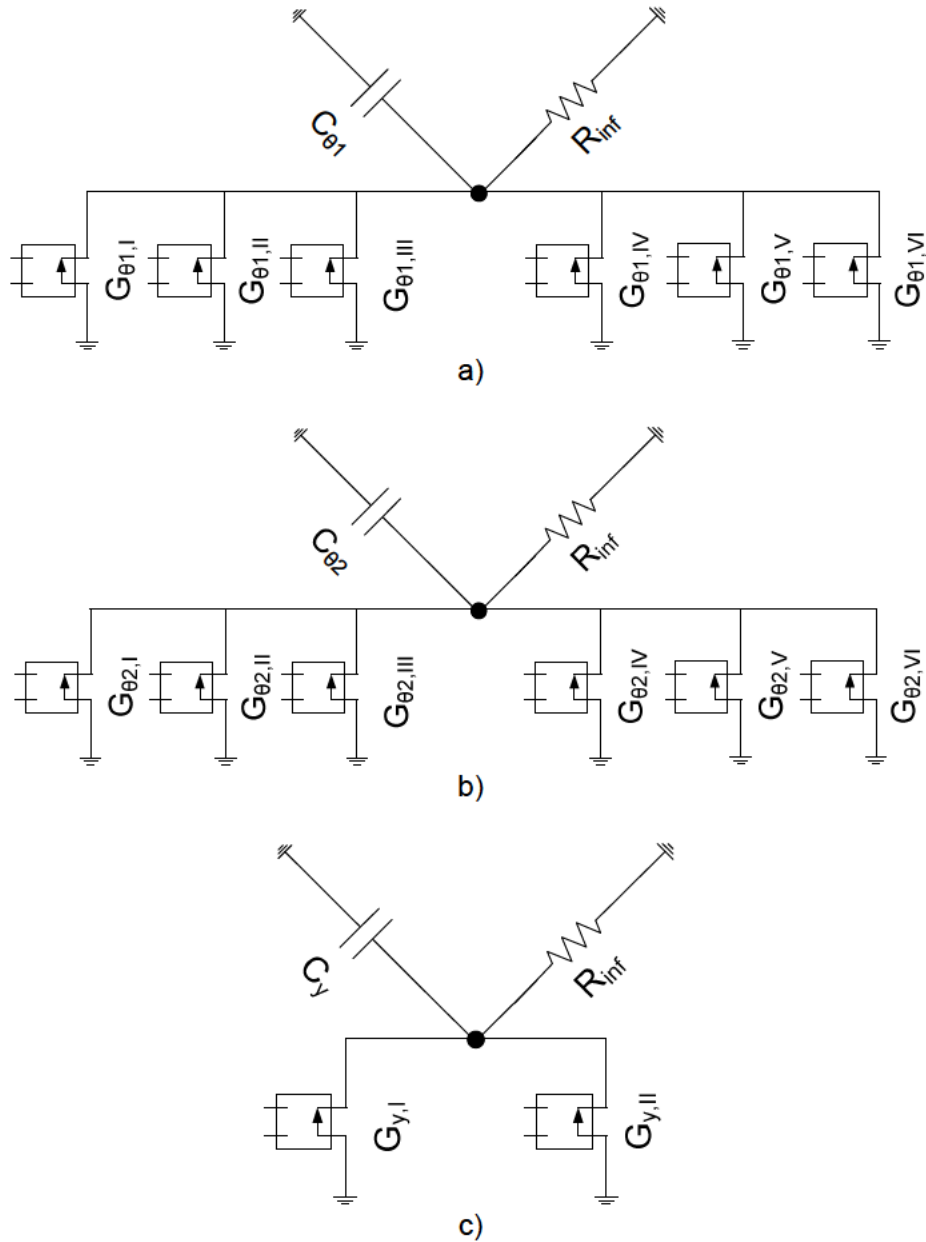 Cθ1
Rinf
Gθ1,I
Gθ1,II
Gθ1,III
Gθ1,IV
Gθ1,V
Gθ1,VI
a)
Cθ2
Rinf
Gθ2,I
Gθ2,II
Gθ2,III
Gθ2,IV
Gθ2,V
Gθ2,VI
b)
Cy
Rinf
Gy,I
Gy,II
c)